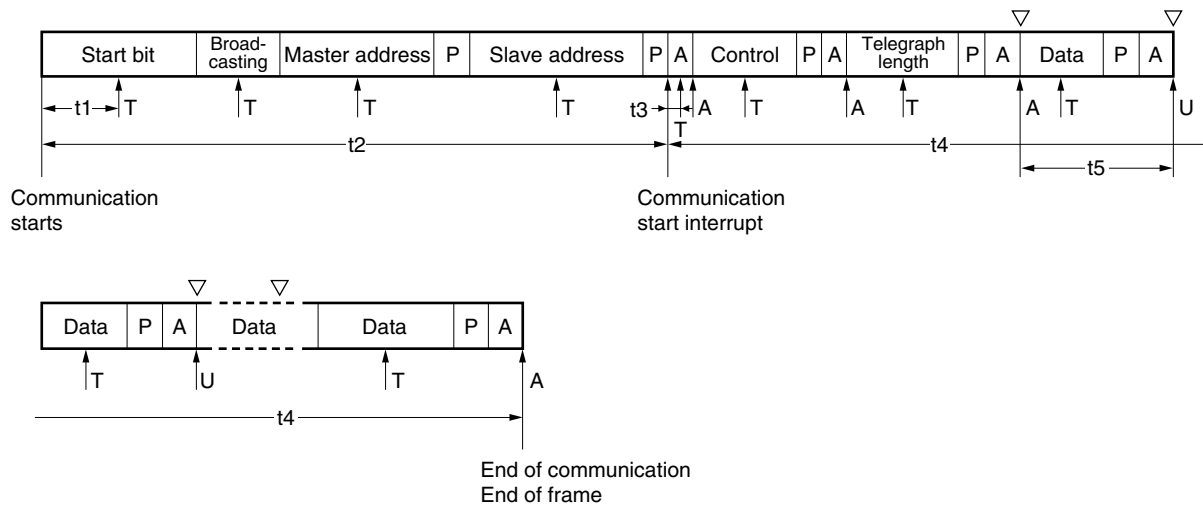 Start bit
Broad-
casting
Master address
P
Slave address
P
A
Control
P
A
Telegraph
length
P
A
Data
P
A
t1
T
T
T
T
t3
T
A
T
A
T
A
T
U
t2
t4
t5
Communication
starts
Communication
start interrupt
Data
P
A
Data
Data
P
A
T
U
T
A
t4
End of communication
End of frame